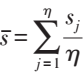 s̄ = ∑_{j=1}^{η} s_j / η